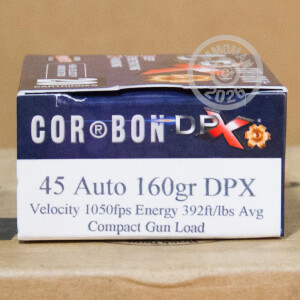 COR®BON DPX
45 Auto 160gr DPX
Velocity 1050fps Energy 392ft/lbs Avg
Compact Gun Load